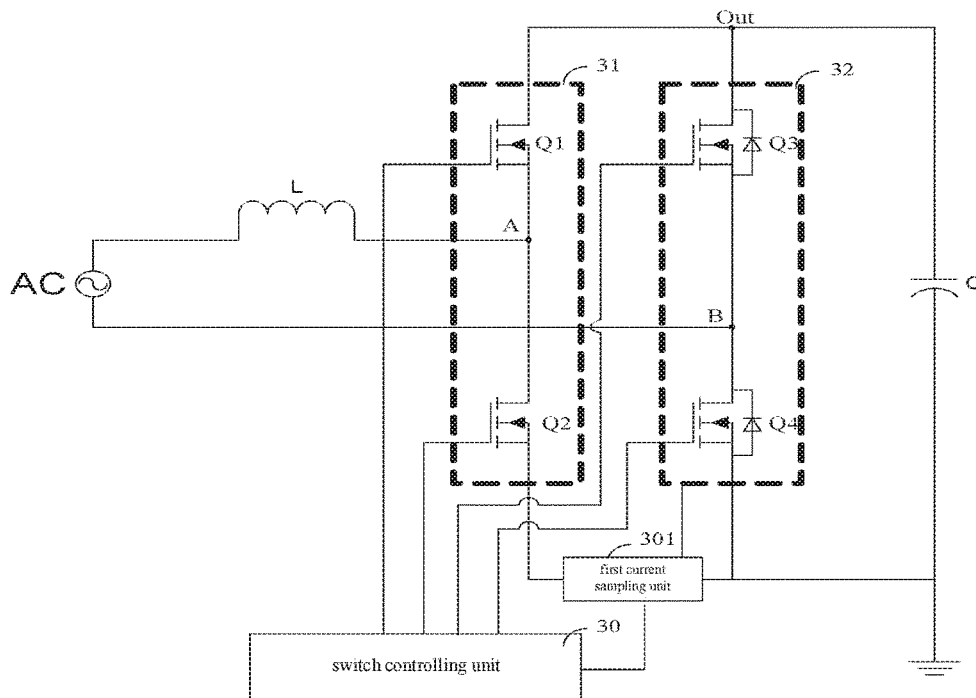 Out
31
32
Q1
Q3
L
A
AC
C
B
Q2
Q4
301
first current
sampling unit
30
switch controlling unit